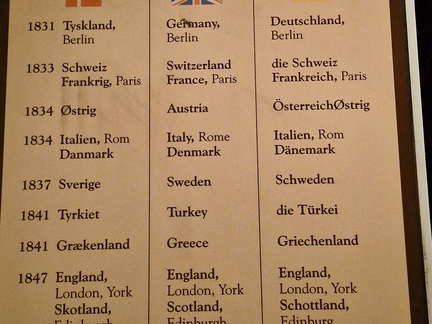 1831 Tyskland, Germany, Deutschland,
Berlin Berlin Berlin
1833 Schweiz Switzerland die Schweiz
Frankrig, Paris France, Paris Frankreich, Paris
1834 Østrig Austria ÖsterreichØstrig
1834 Italien, Rom Italy, Rome Italien, Rom
Danmark Denmark Dänemark
1837 Sverige Sweden Schweden
1841 Tyrkiet Turkey die Türkei
1841 Grækenland Greece Griechenland
1847 England, England, England,
London, York London, York London, York
Skotland, Scotland, Schottland,
Edinburgh Edinburgh Edinburg